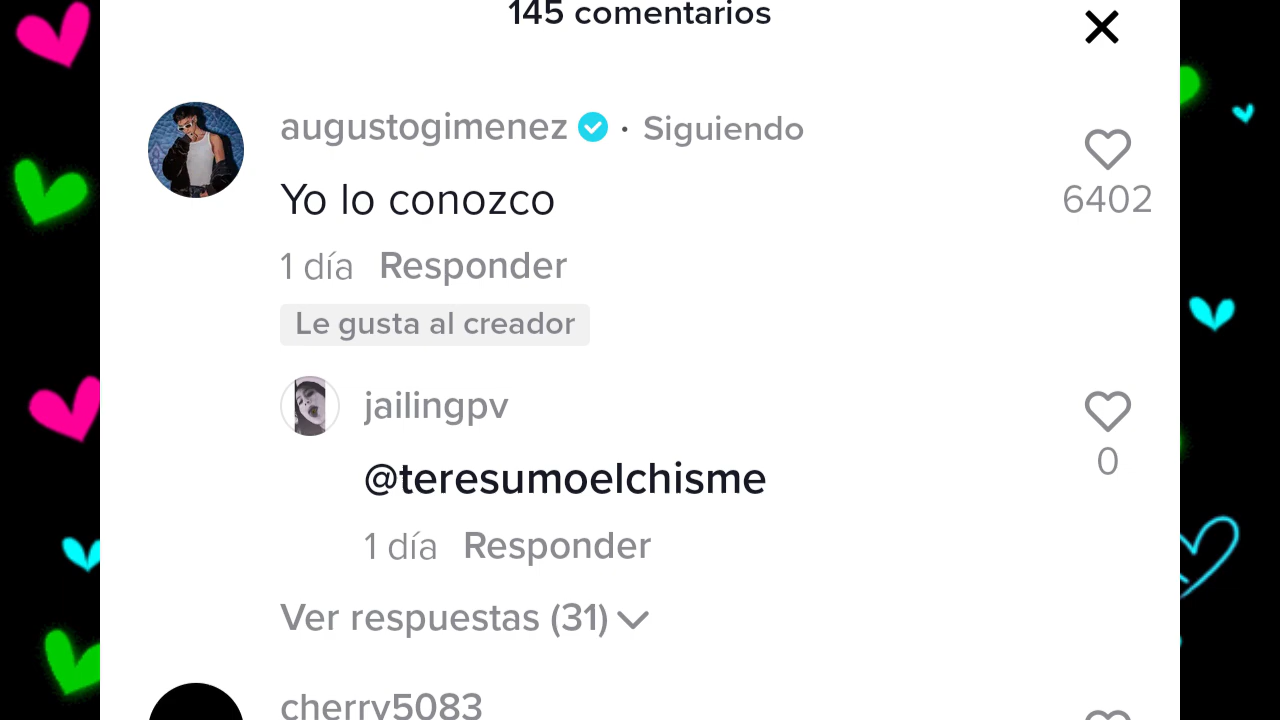 145 comentarios
augustogimenez · Siguiendo
Yo lo conozco
6402
1 día Responder
Le gusta al creador
jailingpv
@teresumoelchisme
0
1 día Responder
Ver respuestas (31)
cherry5083